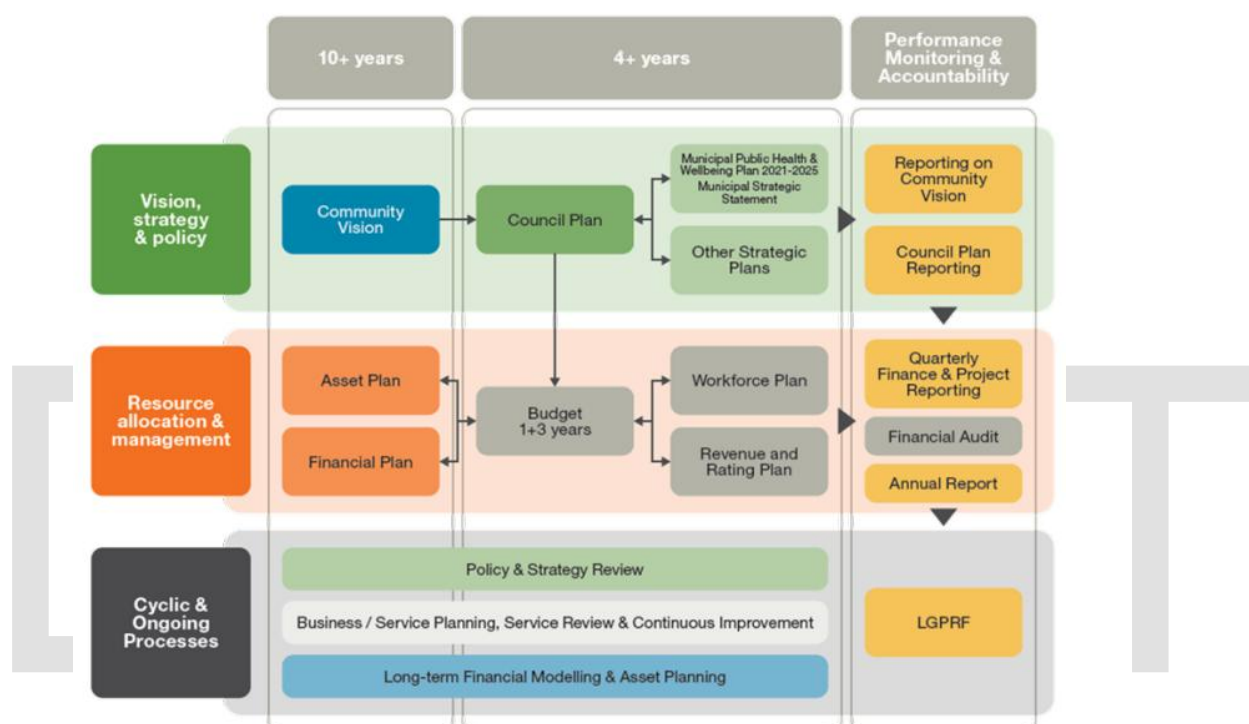 10+ years
4+ years
Performance
Monitoring &
Accountability
Vision,
strategy
& policy
Community
Vision
Council Plan
Municipal Public Health &
Wellbeing Plan 2021-2025
Municipal Strategic
Statement
Other Strategic
Plans
Reporting on
Community
Vision
Council Plan
Reporting
Resource
allocation &
management
Asset Plan
Financial Plan
Budget
1+3 years
Workforce Plan
Revenue and
Rating Plan
Quarterly
Finance & Project
Reporting
Financial Audit
Annual Report
Cyclic &
Ongoing
Processes
Policy & Strategy Review
Business / Service Planning, Service Review & Continuous Improvement
Long-term Financial Modelling & Asset Planning
LGPRF
T